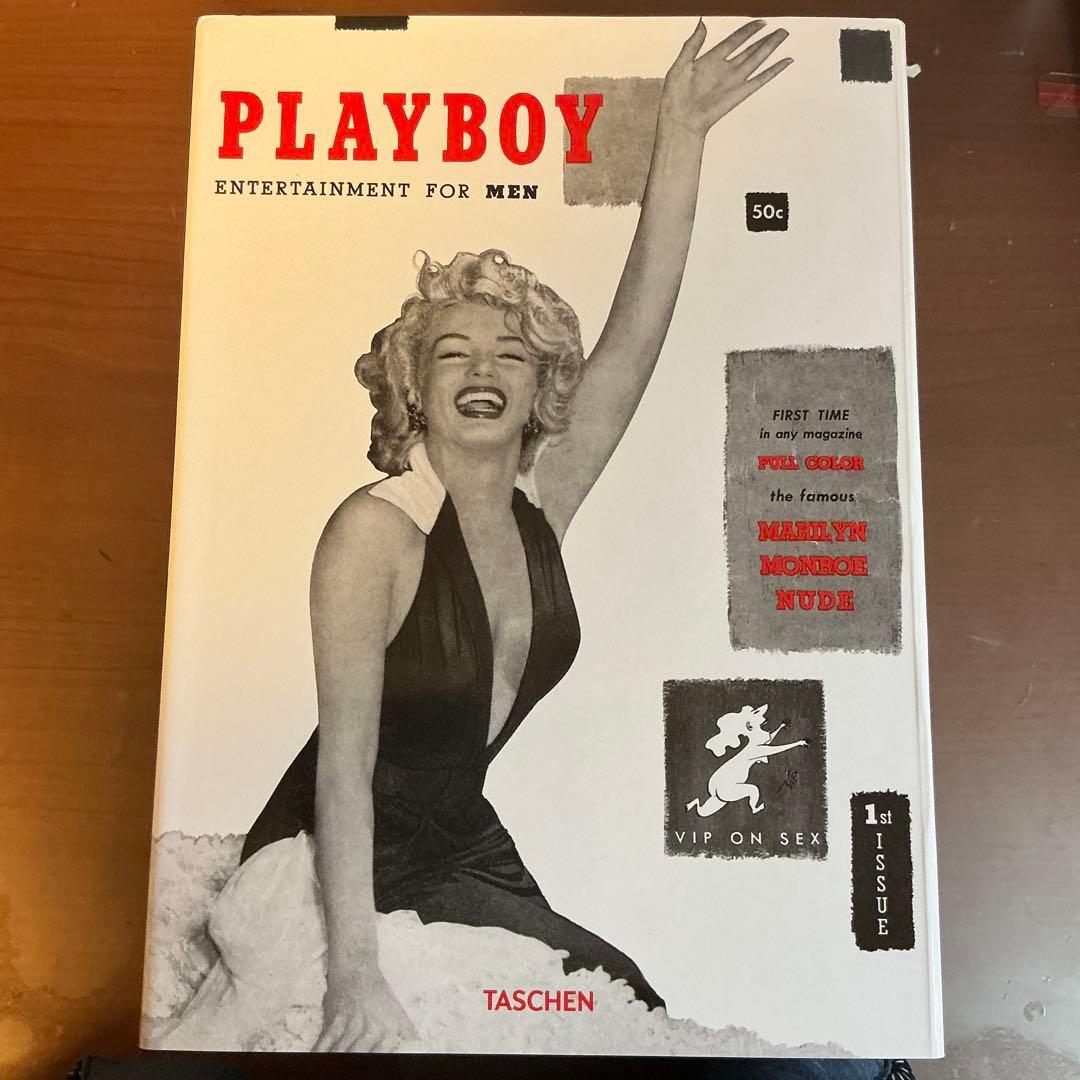 PLAYBOY
ENTERTAINMENT FOR MEN
50c
FIRST TIME
in any magazine
FULL COLOR
the famous
MARILYN
MONROE
NUDE
VIP ON SEX
1st
ISSUE
TASCHEN